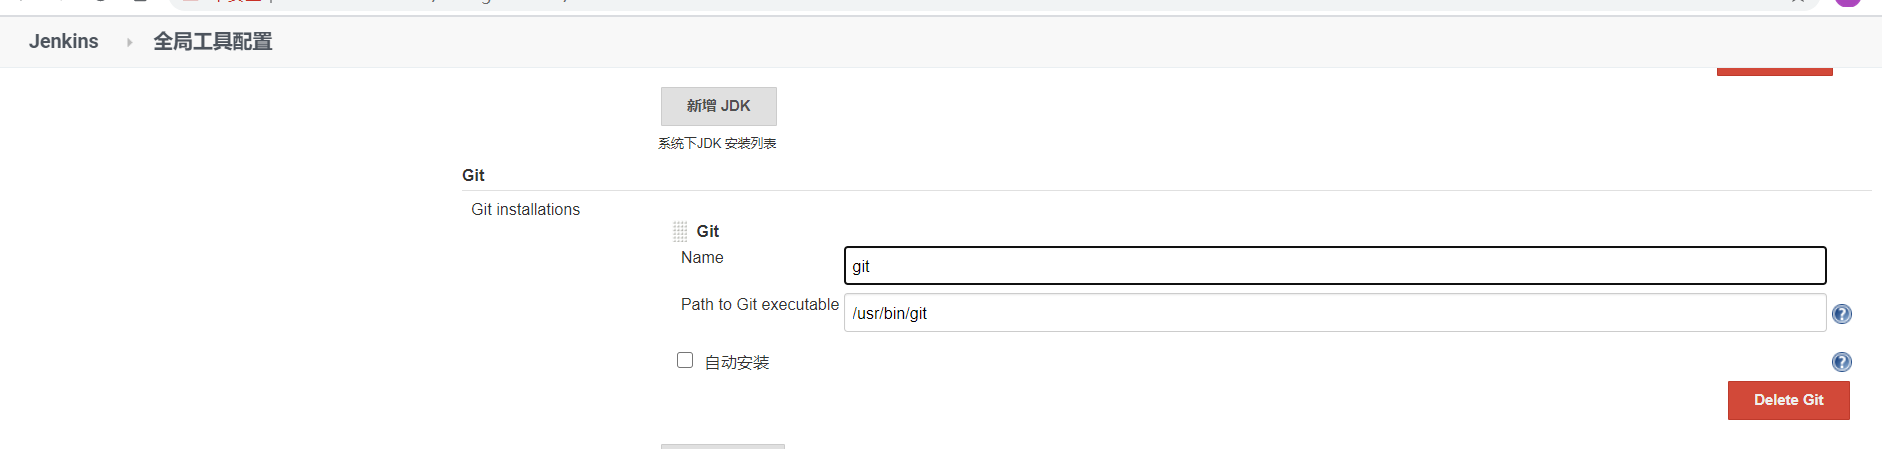 Jenkins 全局工具配置
新增 JDK
系统下JDK 安装列表
Git
Git installations
Git
Name
git
Path to Git executable
/usr/bin/git
自动安装
Delete Git